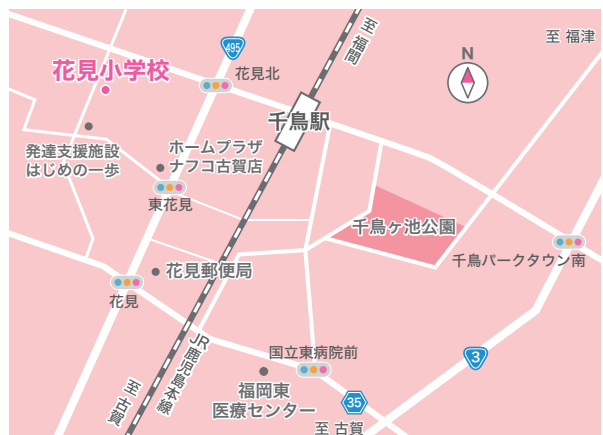 至 福間
至 福津
495
花見小学校
花見北
N
千鳥駅
発達支援施設
はじめの一歩
ホームプラザ
ナフコ古賀店
東花見
千鳥ヶ池公園
千鳥パークタウン南
花見郵便局
花見
JR鹿児島本線
国立東病院前
3
福岡東
医療センター
35
至 古賀
至 古賀